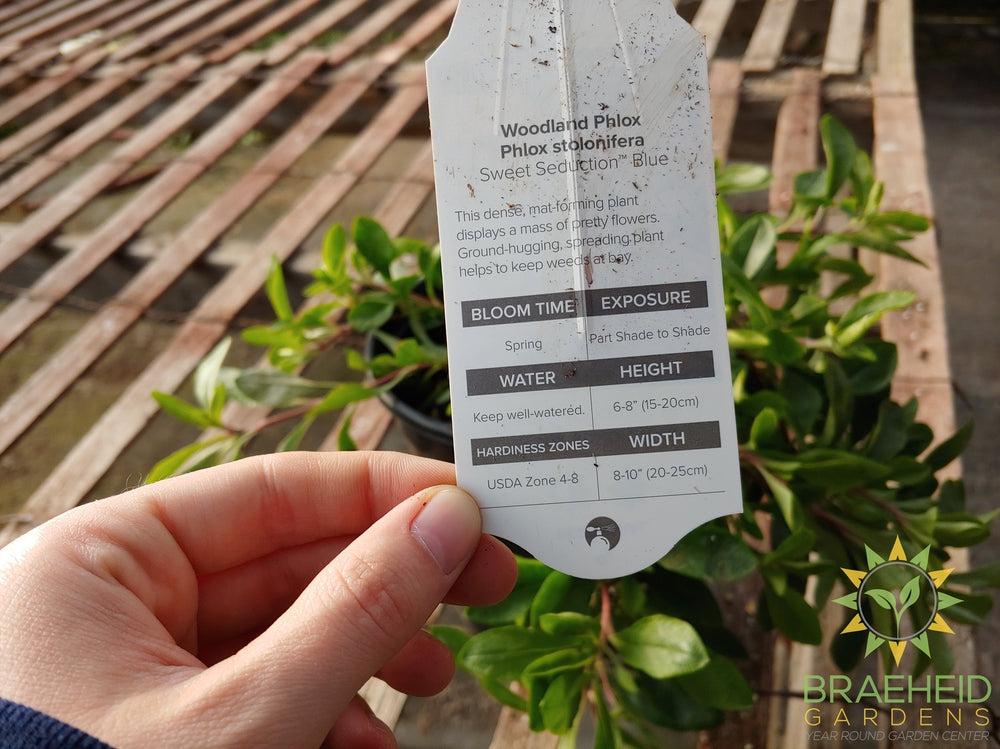 Woodland Phlox
Phlox stolonifera
Sweet Seduction™ Blue
This dense, mat-forming plant
displays a mass of pretty flowers.
Ground-hugging, spreading plant
helps to keep weeds at bay.
BLOOM TIME EXPOSURE
Spring Part Shade to Shade
WATER HEIGHT
Keep well-watered. 6-8" (15-20cm)
HARDINESS ZONES WIDTH
USDA Zone 4-8 8-10" (20-25cm)
BRAEHEID
GARDENS
YEAR ROUND GARDEN CENTER